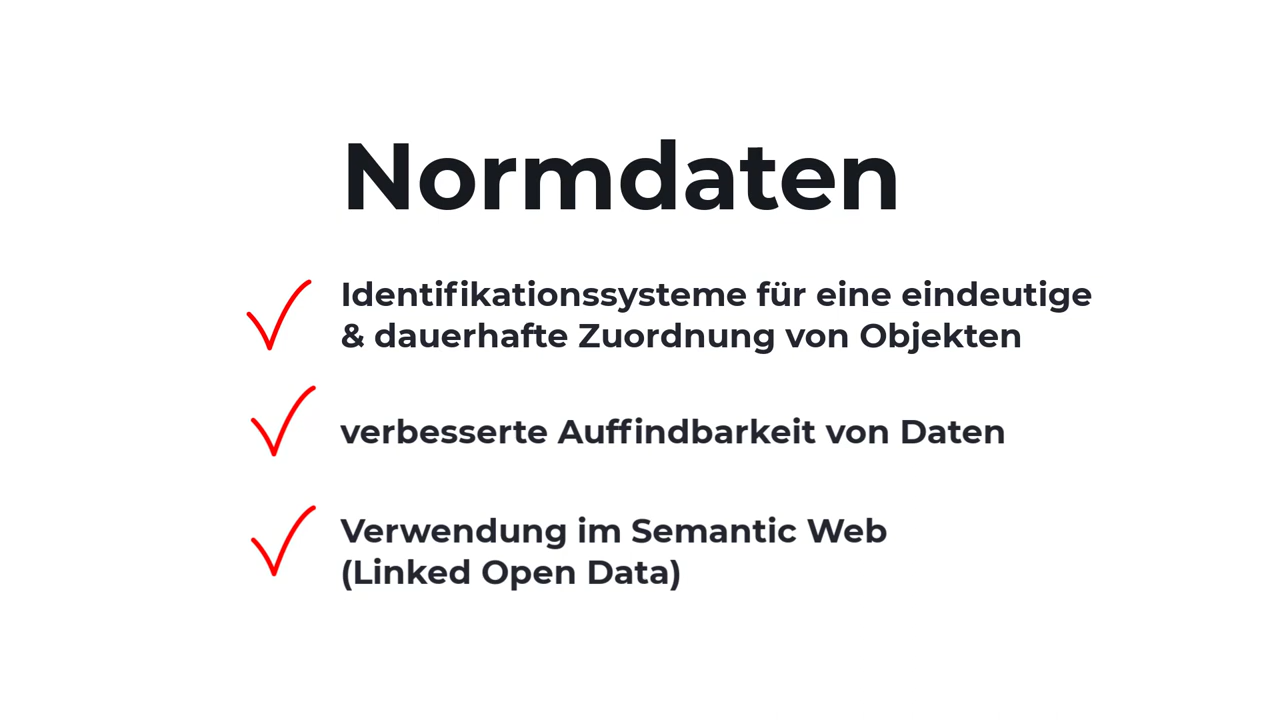 Normdaten
Identifikationssysteme für eine eindeutige
& dauerhafte Zuordnung von Objekten
verbesserte Auffindbarkeit von Daten
Verwendung im Semantic Web
(Linked Open Data)